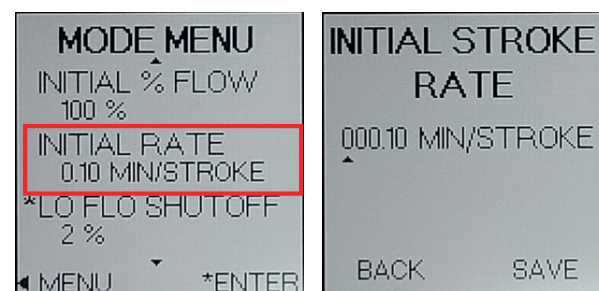 MODE MENU
INITIAL % FLOW
100 %
INITIAL RATE
0.10 MIN/STROKE
*LO FLO SHUTOFF
2 %
MENU *ENTER
INITIAL STROKE
RATE
000.10 MIN/STROKE
BACK SAVE